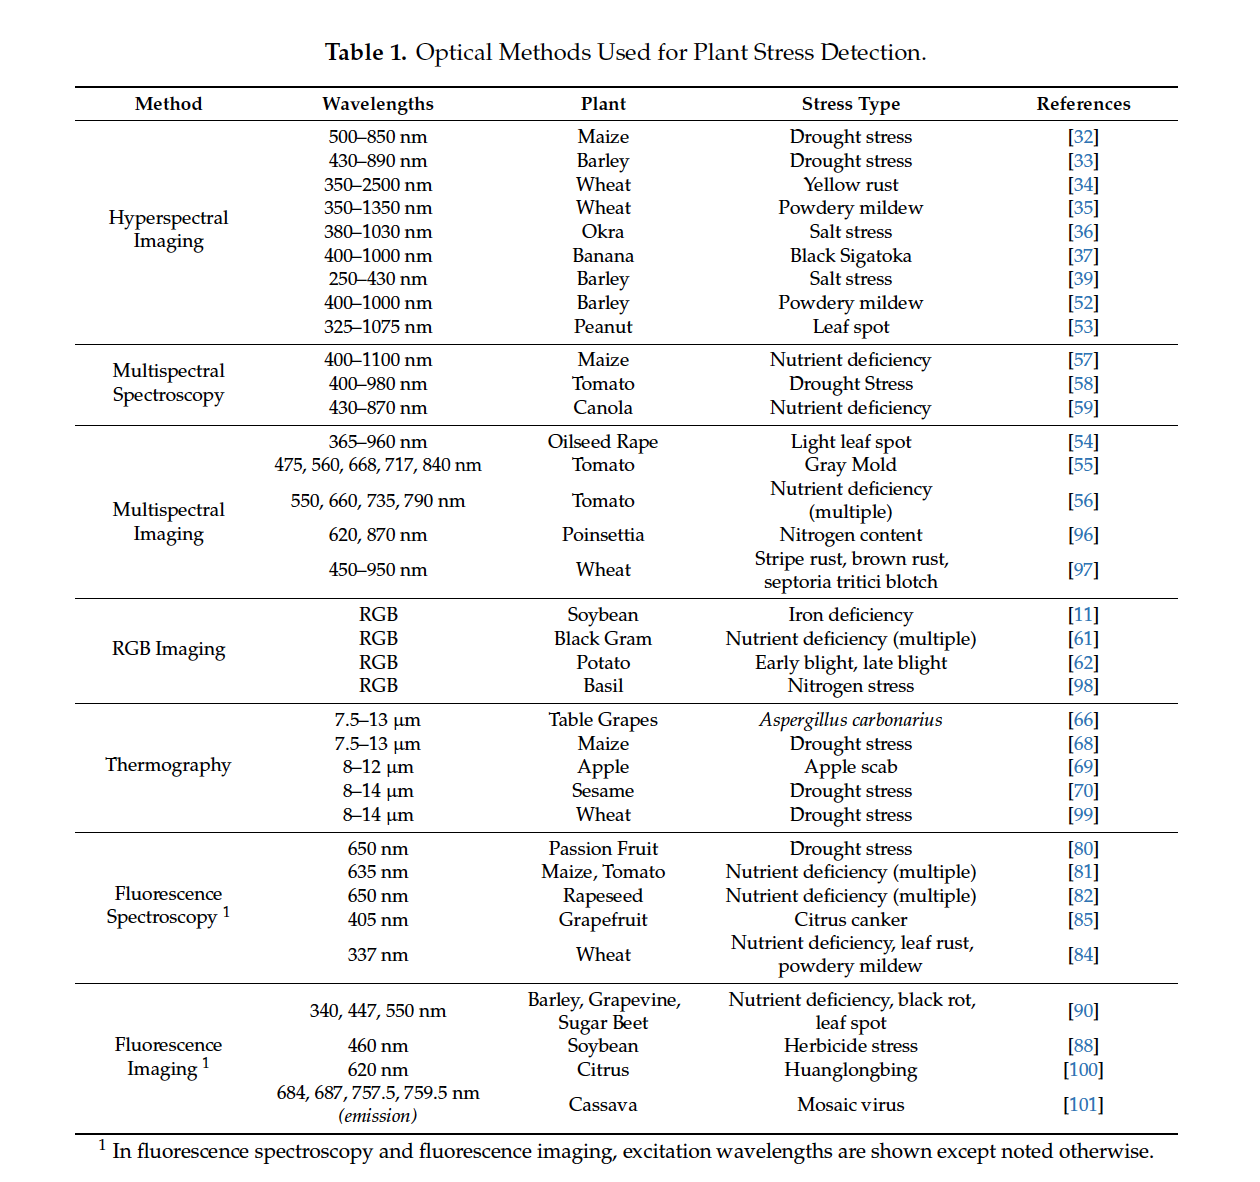 Table 1. Optical Methods Used for Plant Stress Detection.
Method Wavelengths Plant Stress Type References
Hyperspectral
Imaging
500–850 nm Maize Drought stress [32]
430–890 nm Barley Drought stress [33]
350–2500 nm Wheat Yellow rust [34]
350–1350 nm Wheat Powdery mildew [35]
380–1030 nm Okra Salt stress [36]
400–1000 nm Banana Black Sigatoka [37]
250–430 nm Barley Salt stress [39]
400–1000 nm Barley Powdery mildew [52]
325–1075 nm Peanut Leaf spot [53]
Multispectral
Spectroscopy
400–1100 nm Maize Nutrient deficiency [57]
400–980 nm Tomato Drought Stress [58]
430–870 nm Canola Nutrient deficiency [59]
Multispectral
Imaging
365–960 nm Oilseed Rape Light leaf spot [54]
475, 560, 668, 717, 840 nm Tomato Gray Mold [55]
550, 660, 735, 790 nm Tomato Nutrient deficiency
(multiple) [56]
620, 870 nm Poinsettia Nitrogen content [96]
450–950 nm Wheat Stripe rust, brown rust,
septoria tritici blotch [97]
RGB Imaging
RGB Soybean Iron deficiency [11]
RGB Black Gram Nutrient deficiency (multiple) [61]
RGB Potato Early blight, late blight [62]
RGB Basil Nitrogen stress [98]
Thermography
7.5–13 µm Table Grapes Aspergillus carbonarius [66]
7.5–13 µm Maize Drought stress [68]
8–12 µm Apple Apple scab [69]
8–14 µm Sesame Drought stress [70]
8–14 µm Wheat Drought stress [99]
Fluorescence
Spectroscopy 1
650 nm Passion Fruit Drought stress [80]
635 nm Maize, Tomato Nutrient deficiency (multiple) [81]
650 nm Rapeseed Nutrient deficiency (multiple) [82]
405 nm Grapefruit Citrus canker [85]
337 nm Wheat Nutrient deficiency, leaf rust,
powdery mildew [84]
Fluorescence
Imaging 1
340, 447, 550 nm Barley, Grapevine,
Sugar Beet Nutrient deficiency, black rot,
leaf spot [90]
460 nm Soybean Herbicide stress [88]
620 nm Citrus Huanglongbing [100]
684, 687, 757.5, 759.5 nm
(emission) Cassava Mosaic virus [101]
1 In fluorescence spectroscopy and fluorescence imaging, excitation wavelengths are shown except noted otherwise.